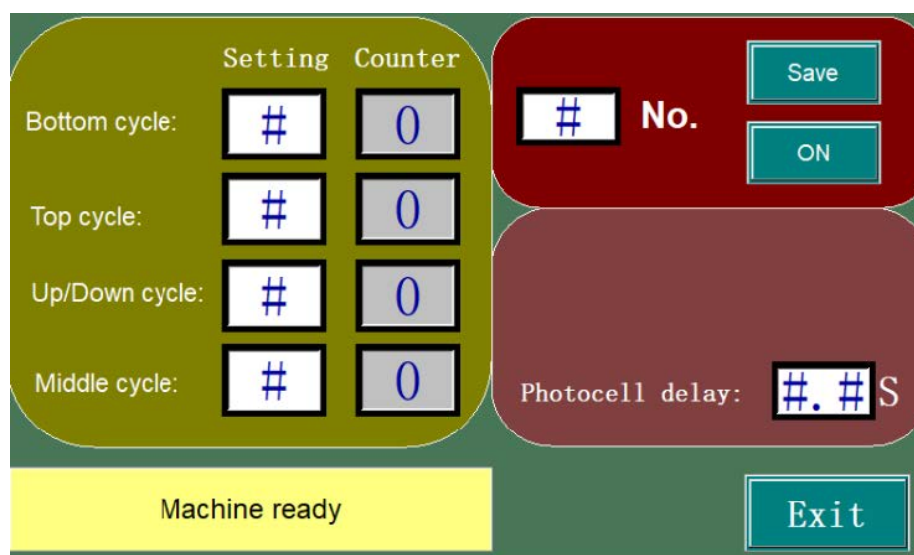 Setting Counter
Bottom cycle: # 0
Top cycle: # 0
Up/Down cycle: # 0
Middle cycle: # 0
# No.
Save
ON
Photocell delay: #.# S
Machine ready
Exit